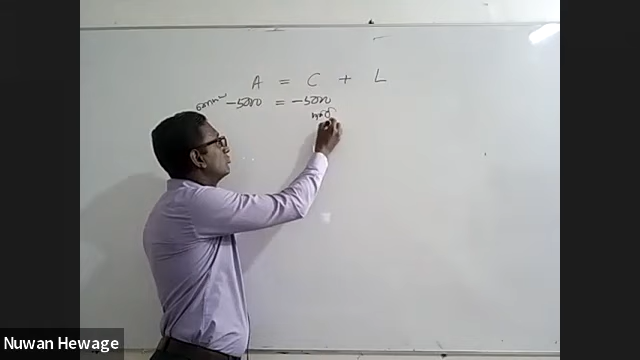 A = C + L
-5000 = -5000
Nuwan Hewage